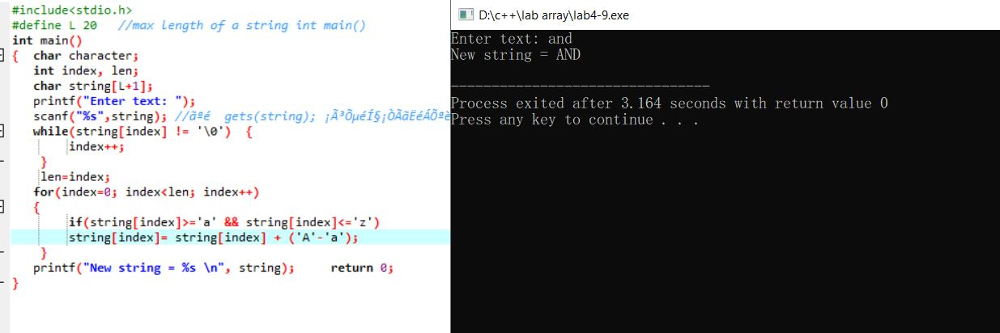 #include<stdio.h>
#define L 20 //max length of a string int main()
int main()
{ char character;
int index, len;
char string[L+1];
printf("Enter text: ");
scanf("%s",string); //ãºé gets(string); ¡Ã³ÕµéÍ§¡ÒÃãËéÁÕªè
while(string[index] != '\0') {
index++;
}
len=index;
for(index=0; index<len; index++)
{
if(string[index]>='a' && string[index]<='z')
string[index]= string[index] + ('A'-'a');
}
printf("New string = %s \n", string); return 0;
}
D:\c++\lab array\lab4-9.exe
Enter text: and
New string = AND
--------------------------------
Process exited after 3.164 seconds with return value 0
Press any key to continue . . .